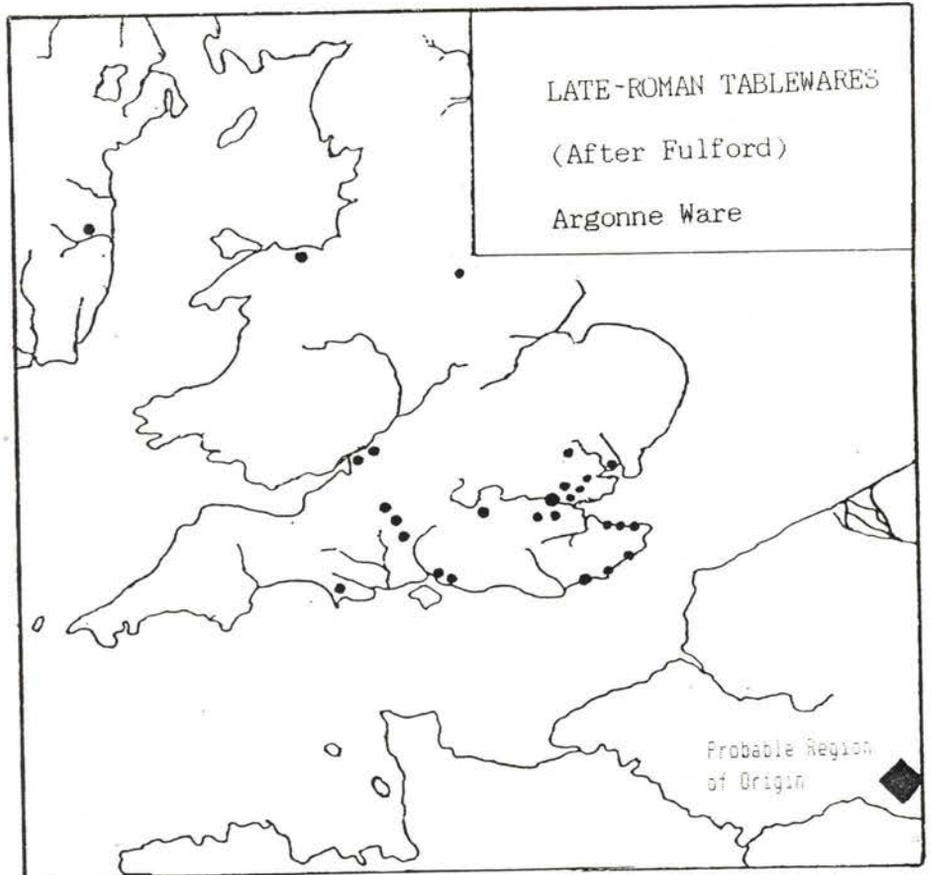 LATE-ROMAN TABLEWARES
(After Fulford)
Argonne Ware
Probable Region
of Origin